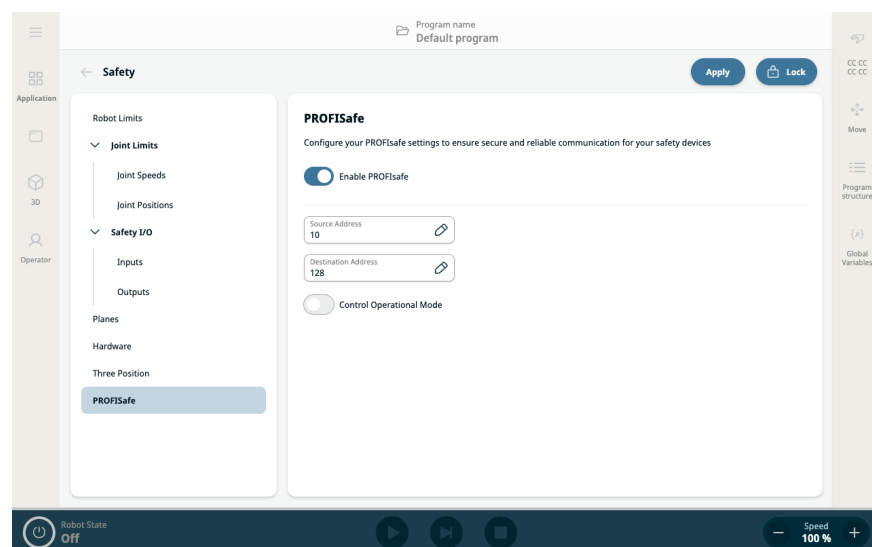 Program name
Default program
Safety
Apply
Lock
Application
3D
Operator
Robot Limits
Joint Limits
Joint Speeds
Joint Positions
Safety I/O
Inputs
Outputs
Planes
Hardware
Three Position
PROFISafe
PROFISafe
Configure your PROFIsafe settings to ensure secure and reliable communication for your safety devices
Enable PROFIsafe
Source Address
10
Destination Address
128
Control Operational Mode
CC CC
CC CC
Move
Program
structure
{x}
Global
Variables
Robot State
Off
Speed
100 %